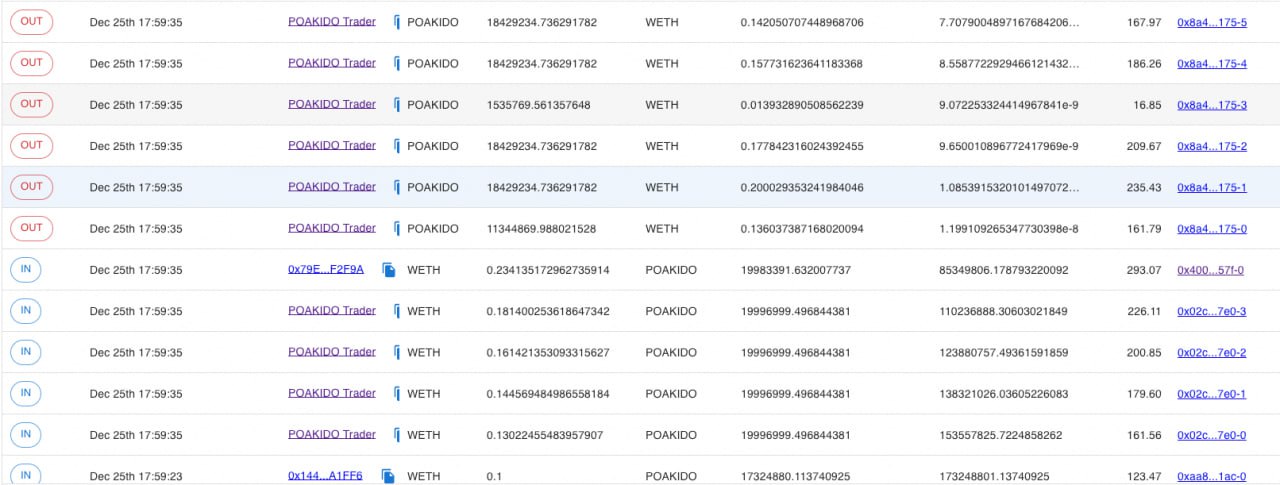 OUT Dec 25th 17:59:35 POAKIDO Trader POAKIDO 18429234.736291782 WETH 0.142050707448968706 7.7079004897167684206... 167.97 0x8a4...175-5
OUT Dec 25th 17:59:35 POAKIDO Trader POAKIDO 18429234.736291782 WETH 0.157731623641183368 8.5587722929466121432... 186.26 0x8a4...175-4
OUT Dec 25th 17:59:35 POAKIDO Trader POAKIDO 1535769.561357648 WETH 0.013932890508562239 9.072253324414967841e-9 16.85 0x8a4...175-3
OUT Dec 25th 17:59:35 POAKIDO Trader POAKIDO 18429234.736291782 WETH 0.177842316024392455 9.650010896772417969e-9 209.67 0x8a4...175-2
OUT Dec 25th 17:59:35 POAKIDO Trader POAKIDO 18429234.736291782 WETH 0.200029353241984046 1.0853915320101497072... 235.43 0x8a4...175-1
OUT Dec 25th 17:59:35 POAKIDO Trader POAKIDO 11344869.988021528 WETH 0.136037387168020094 1.199109265347730398e-8 161.79 0x8a4...175-0
IN Dec 25th 17:59:35 0x79E...F2F9A WETH 0.234135172962735914 POAKIDO 19983391.632007737 85349806.178793220092 293.07 0x400...57f-0
IN Dec 25th 17:59:35 POAKIDO Trader WETH 0.181400253618647342 POAKIDO 19996999.496844381 110236888.30603021849 226.11 0x02c...7e0-3
IN Dec 25th 17:59:35 POAKIDO Trader WETH 0.161421353093315627 POAKIDO 19996999.496844381 123880757.49361591859 200.85 0x02c...7e0-2
IN Dec 25th 17:59:35 POAKIDO Trader WETH 0.144569484986558184 POAKIDO 19996999.496844381 138321026.03605226083 179.60 0x02c...7e0-1
IN Dec 25th 17:59:35 POAKIDO Trader WETH 0.13022455483957907 POAKIDO 19996999.496844381 153557825.7224858262 161.56 0x02c...7e0-0
IN Dec 25th 17:59:23 0x144...A1FF6 WETH 0.1 POAKIDO 17324880.113740925 173248801.13740925 123.47 0xaa8...1ac-0